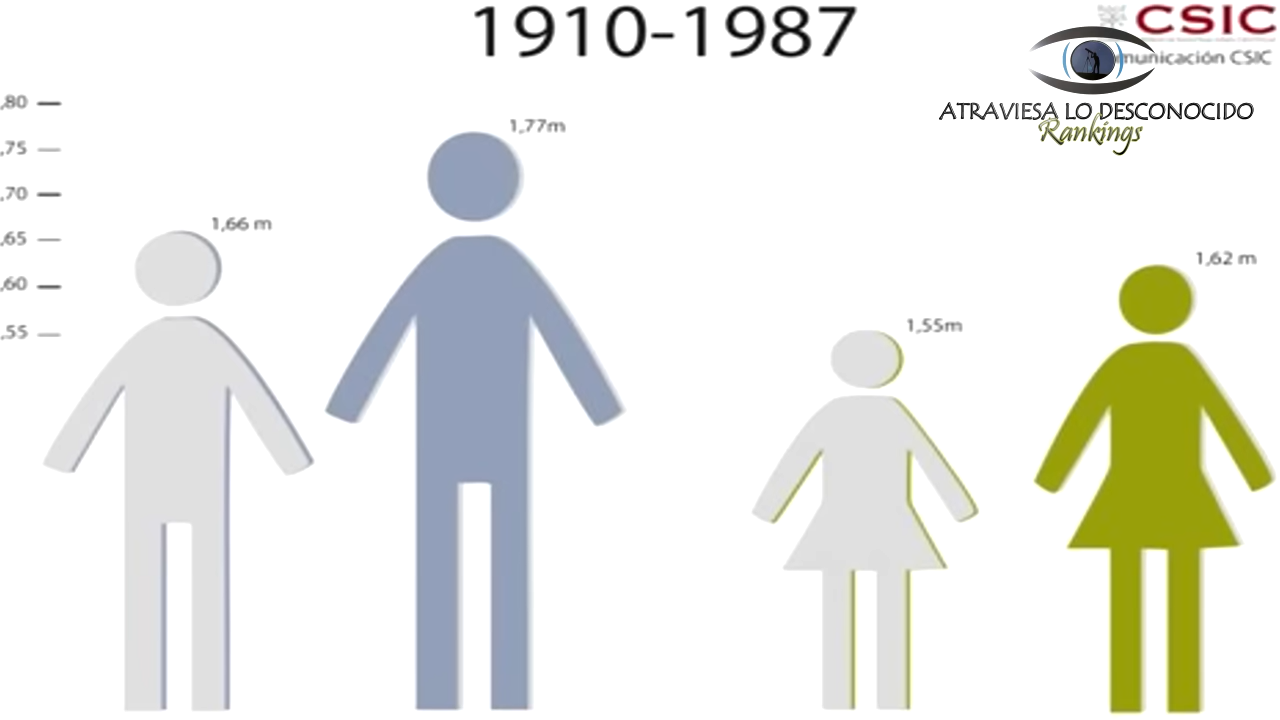 1910-1987
CSIC
municación CSIC
ATRAVIESA LO DESCONOCIDO
Rankings
,80
,75
,70
,65
,60
,55
1,66 m
1,77m
1,55m
1,62 m